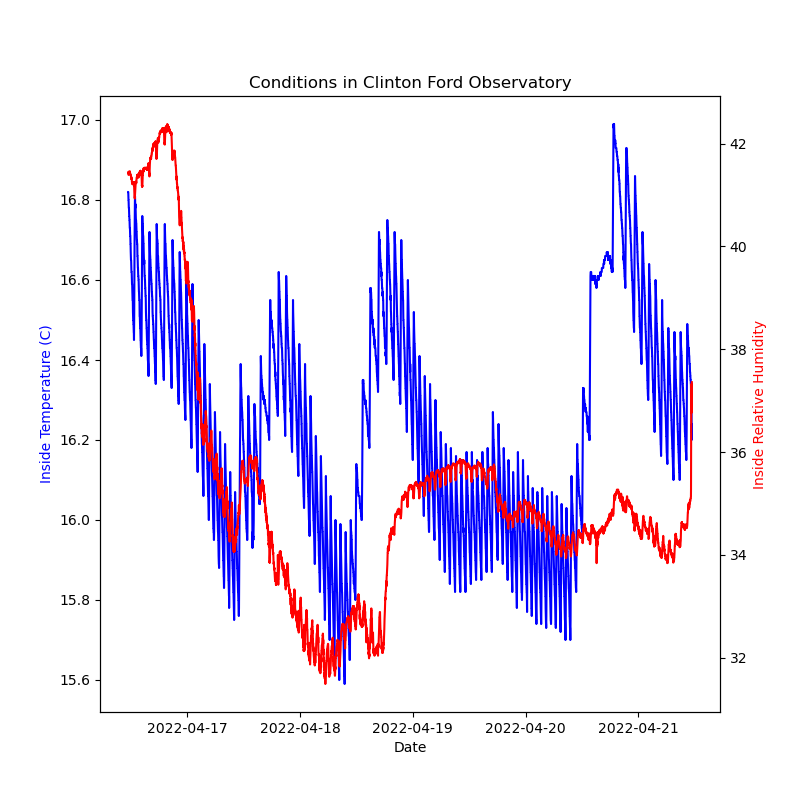 Conditions in Clinton Ford Observatory
17.0
16.8
16.6
16.4
16.2
16.0
15.8
15.6
Inside Temperature (C)
42
40
38
36
34
32
Inside Relative Humidity
2022-04-17 2022-04-18 2022-04-19 2022-04-20 2022-04-21
Date